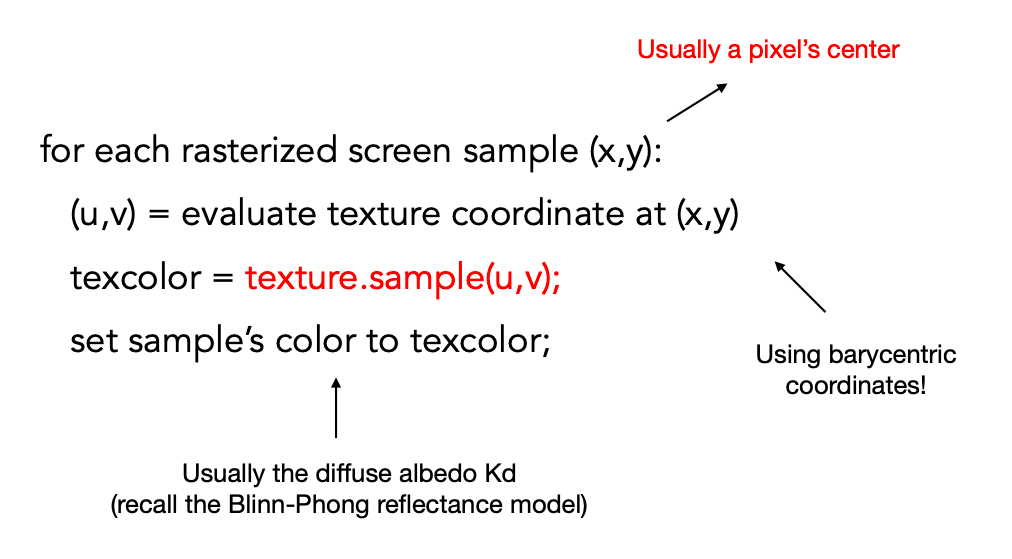 Usually a pixel's center
for each rasterized screen sample (x,y):
(u,v) = evaluate texture coordinate at (x,y)
texcolor = texture.sample(u,v);
set sample’s color to texcolor;
Using barycentric
coordinates!
Usually the diffuse albedo Kd
(recall the Blinn-Phong reflectance model)